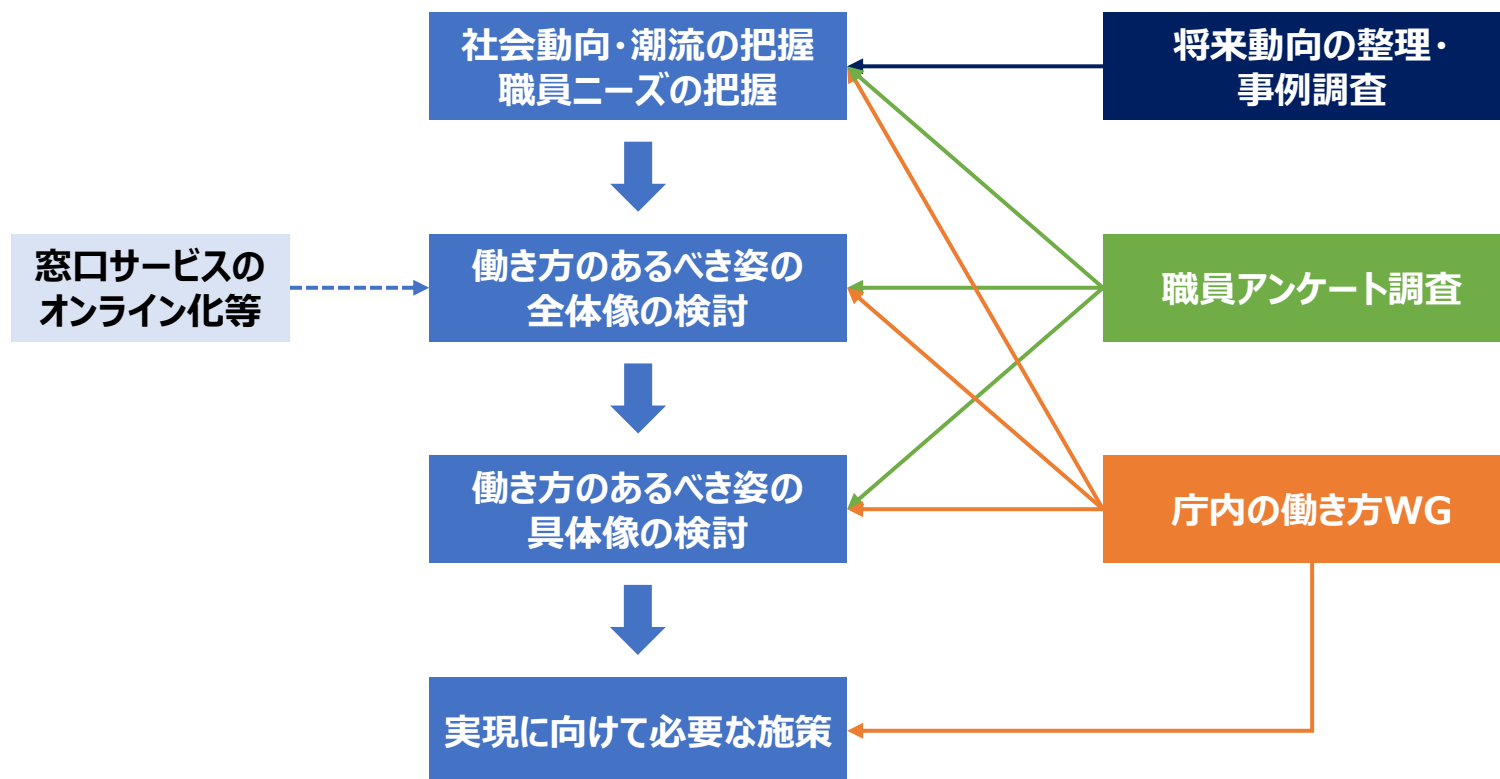 社会動向・潮流の把握
職員ニーズの把握
将来動向の整理・
事例調査
窓口サービスの
オンライン化等
働き方のあるべき姿の
全体像の検討
職員アンケート調査
働き方のあるべき姿の
具体像の検討
庁内の働き方WG
実現に向けて必要な施策